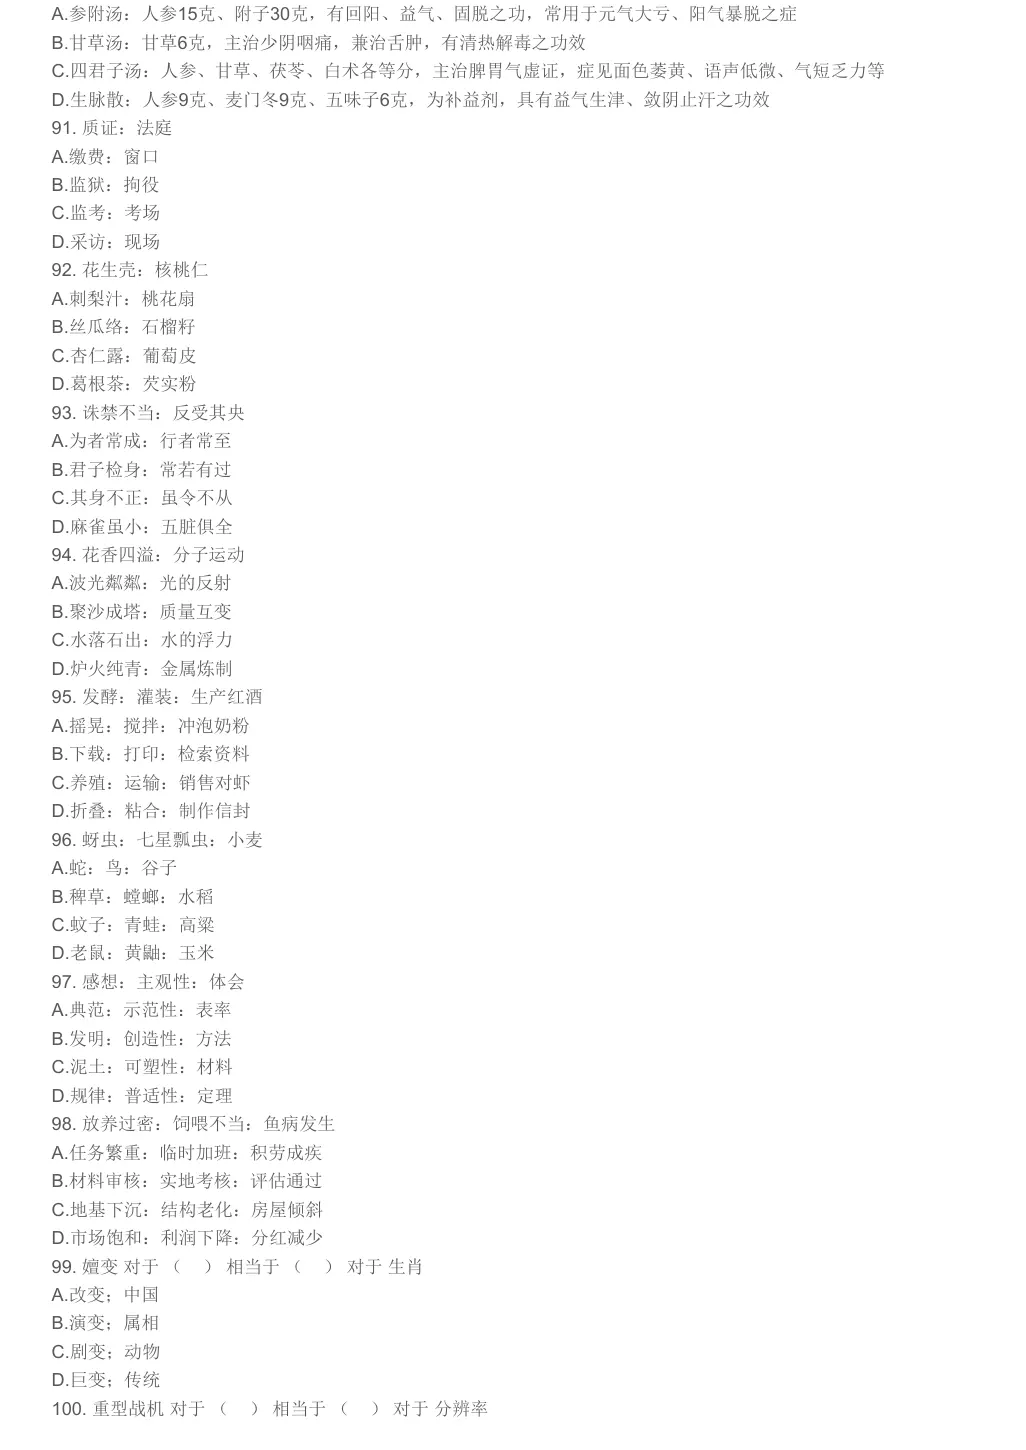 A.参附汤：人参15克、附子30克，有回阳、益气、固脱之功，常用于元气大亏、阳气暴脱之症
B.甘草汤：甘草6克，主治少阴咽痛，兼治舌肿，有清热解毒之功效
C.四君子汤：人参、甘草、茯苓、白术各等分，主治脾胃气虚证，症见面色萎黄、语声低微、气短乏力等
D.生脉散：人参9克、麦门冬9克、五味子6克，为补益剂，具有益气生津、敛阴止汗之功效
91. 质证：法庭
A.缴费：窗口
B.监狱：拘役
C.监考：考场
D.采访：现场
92. 花生壳：核桃仁
A.刺梨汁：桃花扇
B.丝瓜络：石榴籽
C.杏仁露：葡萄皮
D.葛根茶：芡实粉
93. 诛禁不当：反受其央
A.为者常成：行者常至
B.君子检身：常若有过
C.其身不正：虽令不从
D.麻雀虽小：五脏俱全
94. 花香四溢：分子运动
A.波光粼粼：光的反射
B.聚沙成塔：质量互变
C.水落石出：水的浮力
D.炉火纯青：金属炼制
95. 发酵：灌装：生产红酒
A.摇晃：搅拌：冲泡奶粉
B.下载：打印：检索资料
C.养殖：运输：销售对虾
D.折叠：粘合：制作信封
96. 蚜虫：七星瓢虫：小麦
A.蛇：鸟：谷子
B.稗草：螳螂：水稻
C.蚊子：青蛙：高粱
D.老鼠：黄鼬：玉米
97. 感想：主观性：体会
A.典范：示范性：表率
B.发明：创造性：方法
C.泥土：可塑性：材料
D.规律：普适性：定理
98. 放养过密：饲喂不当：鱼病发生
A.任务繁重：临时加班：积劳成疾
B.材料审核：实地考核：评估通过
C.地基下沉：结构老化：房屋倾斜
D.市场饱和：利润下降：分红减少
99. 嬗变 对于 （　） 相当于 （　） 对于 生肖
A.改变；中国
B.演变；属相
C.剧变；动物
D.巨变；传统
100. 重型战机 对于 （　） 相当于 （　） 对于 分辨率